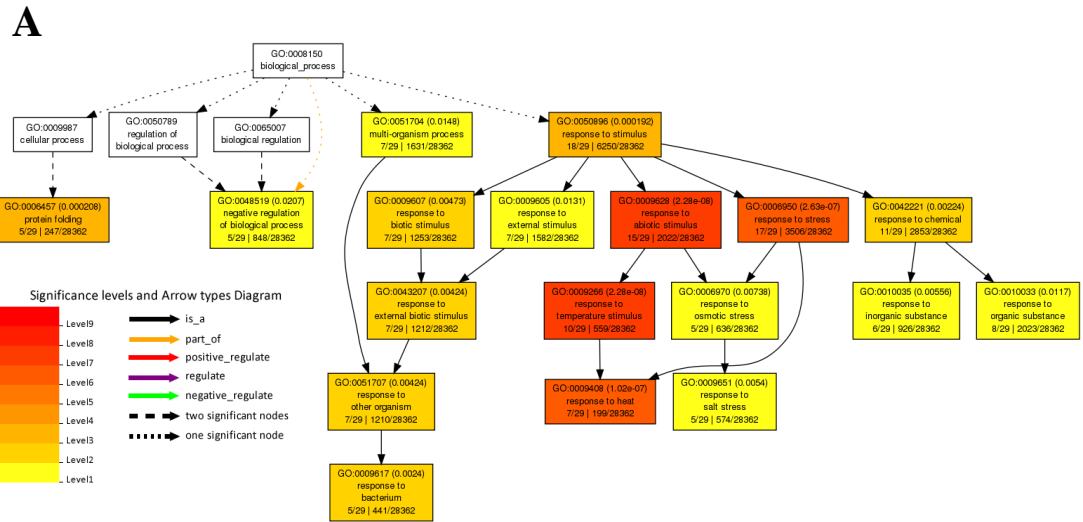 A
GO:0008150
biological_process
GO:0009987
cellular process
GO:0050789
regulation of
biological process
GO:0065007
biological regulation
GO:0051704 (0.0148)
multi-organism process
7/29 | 1631/28362
GO:0050896 (0.000192)
response to stimulus
18/29 | 6250/28362
GO:0006457 (0.000208)
protein folding
5/29 | 247/28362
GO:0048519 (0.0207)
negative regulation
of biological process
5/29 | 848/28362
GO:0009607 (0.00473)
response to
biotic stimulus
7/29 | 1253/28362
GO:0009605 (0.0131)
response to
external stimulus
7/29 | 1582/28362
GO:0009628 (2.28e-08)
response to
abiotic stimulus
15/29 | 2022/28362
GO:0006950 (2.63e-07)
response to stress
17/29 | 3506/28362
GO:0042221 (0.00224)
response to chemical
11/29 | 2853/28362
GO:0043207 (0.00424)
response to
external biotic stimulus
7/29 | 1212/28362
GO:0009266 (2.28e-08)
response to
temperature stimulus
10/29 | 559/28362
GO:0006970 (0.00738)
response to
osmotic stress
5/29 | 636/28362
GO:0010035 (0.00556)
response to
inorganic substance
6/29 | 926/28362
GO:0010033 (0.0117)
response to
organic substance
8/29 | 2023/28362
GO:0051707 (0.00424)
response to
other organism
7/29 | 1210/28362
GO:0009408 (1.02e-07)
response to heat
7/29 | 199/28362
GO:0009651 (0.0054)
response to
salt stress
5/29 | 574/28362
GO:0009617 (0.0024)
response to
bacterium
5/29 | 441/28362
Significance levels and Arrow types Diagram
Level9
Level8
Level7
Level6
Level5
Level4
Level3
Level2
Level1
is_a
part_of
positive_regulate
regulate
negative_regulate
two significant nodes
one significant node